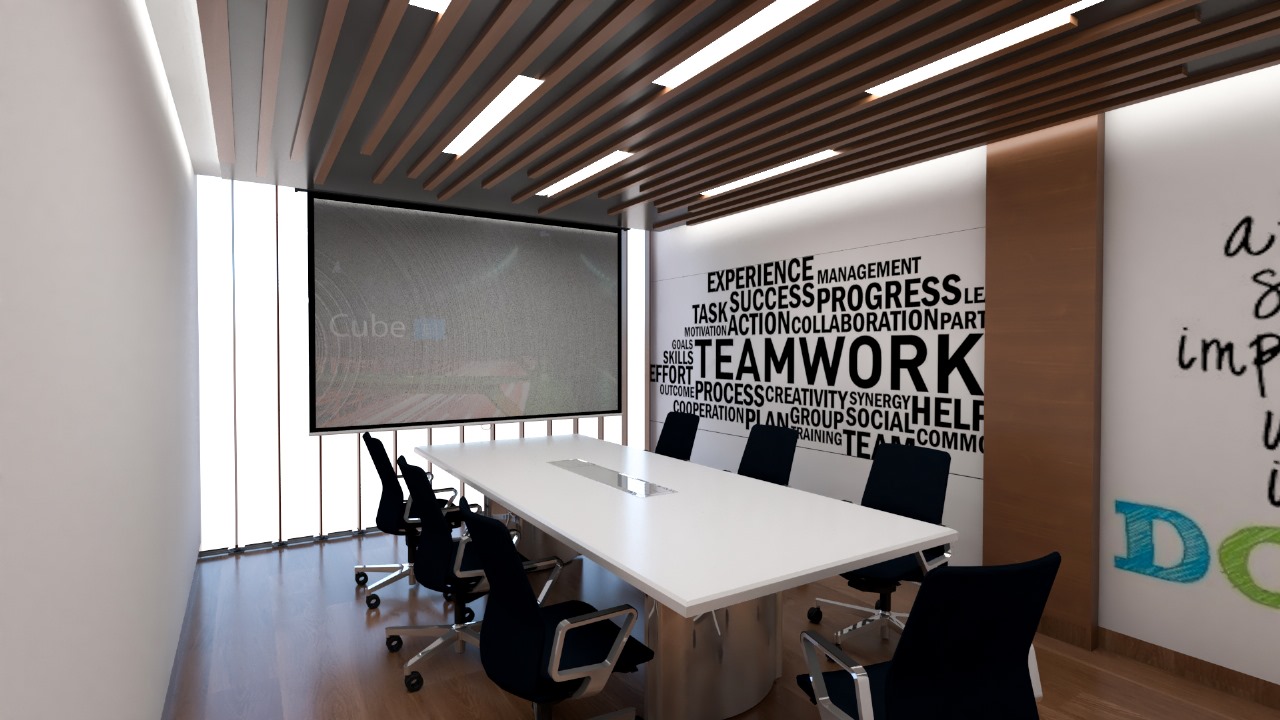 Cube
EXPERIENCE MANAGEMENT
TASK SUCCESS PROGRESS LE
MOTIVATION ACTION COLLABORATION PART
GOALS
SKILLS TEAMWORK
EFFORT
OUTCOME PROCESS CREATIVITY SYNERGY
COOPERATION PLAN GROUP SOCIAL HELP
TRAINING TEAM COMMO
a
s
imp
i
DO